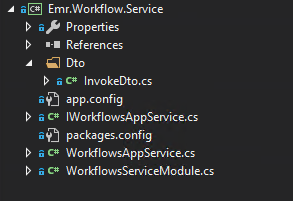 Emr.Workflow.Service
Properties
References
Dto
C# InvokeDto.cs
app.config
C# IWorkflowsAppService.cs
packages.config
C# WorkflowsAppService.cs
C# WorkflowsServiceModule.cs